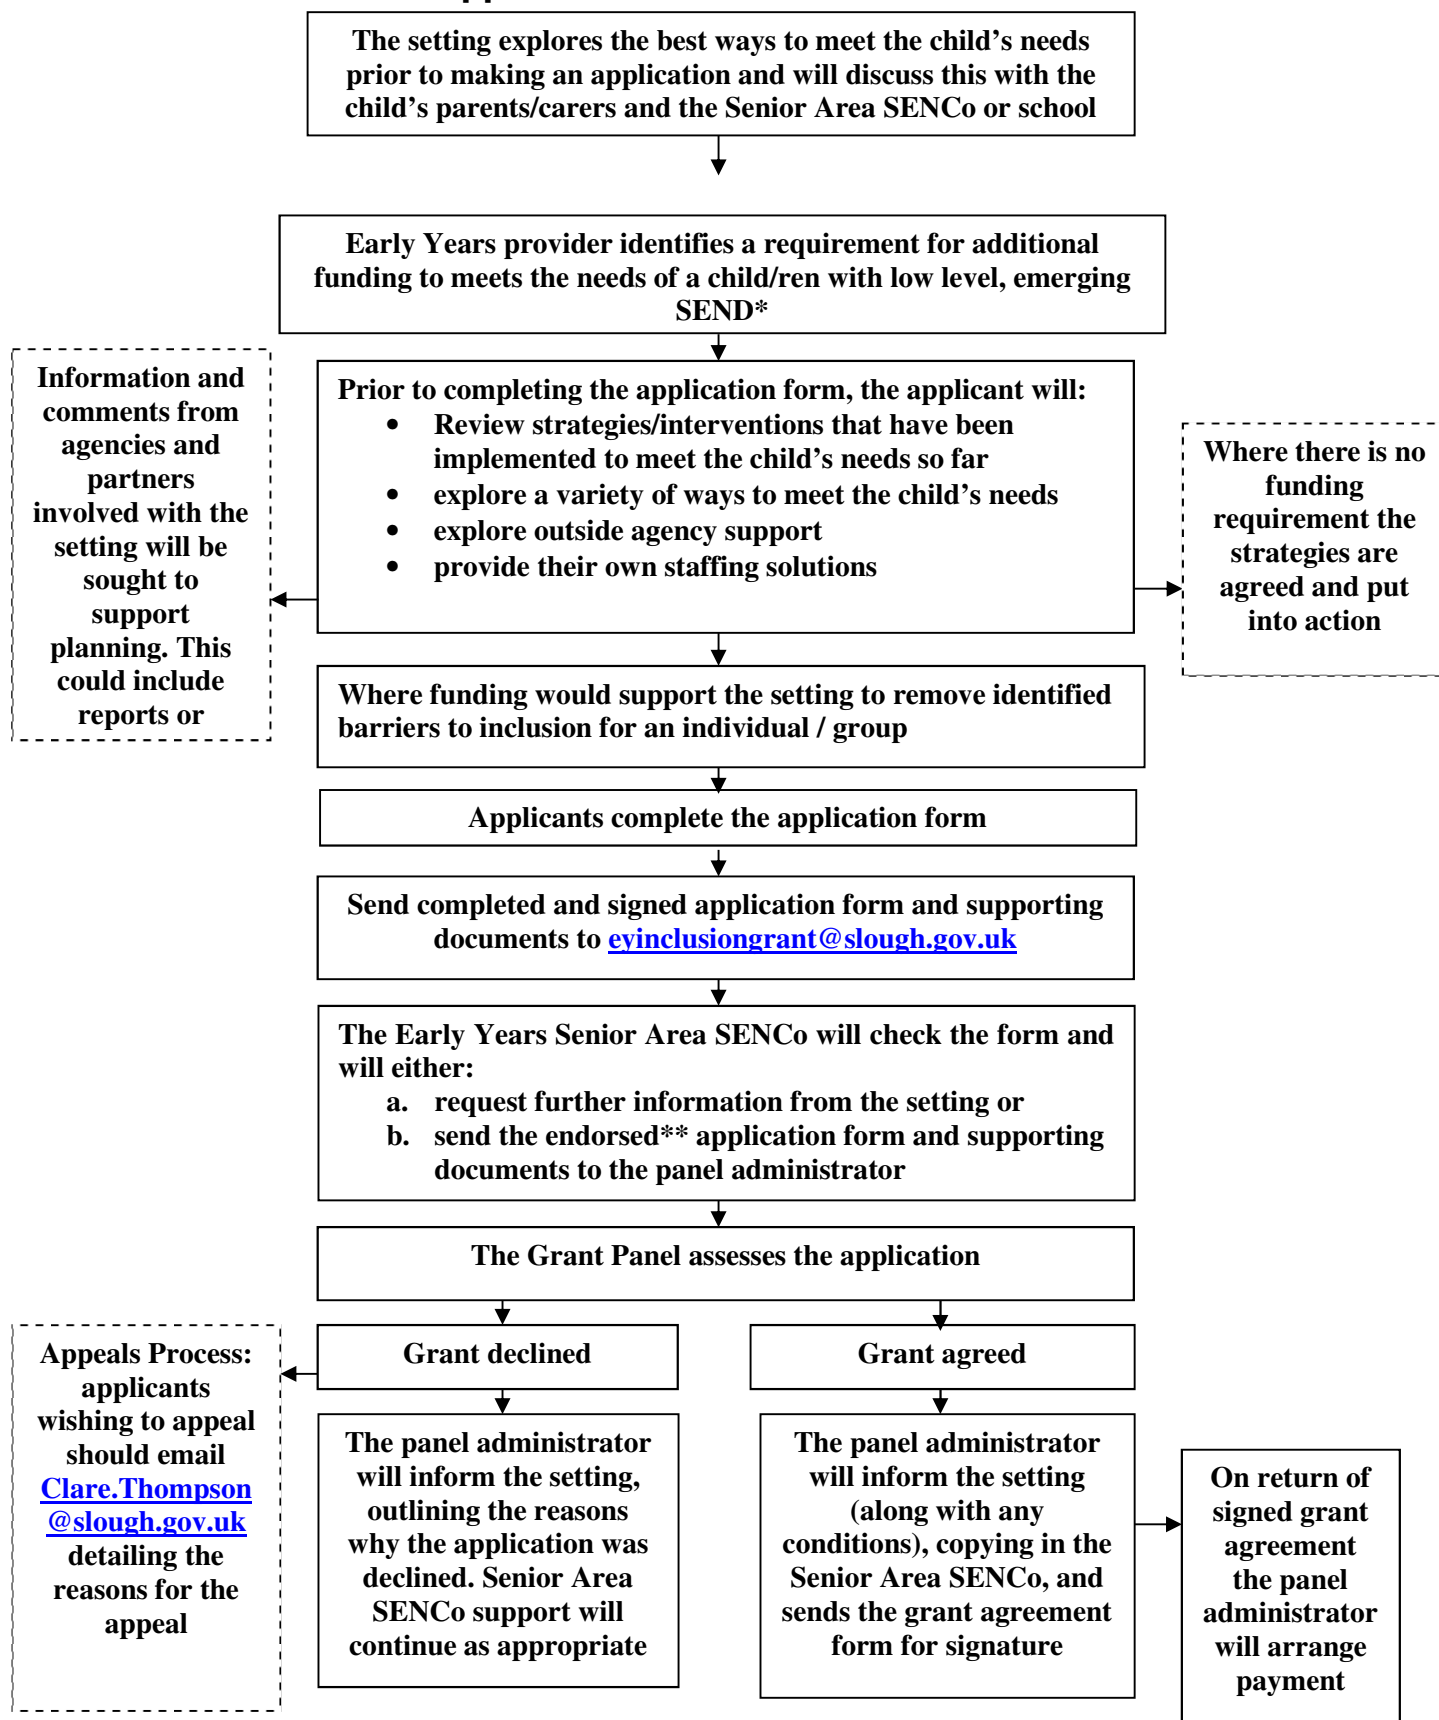 The setting explores the best ways to meet the child’s needs
prior to making an application and will discuss this with the
child’s parents/carers and the Senior Area SENCo or school
Early Years provider identifies a requirement for additional
funding to meets the needs of a child/ren with low level, emerging
SEND*
Information and
comments from
agencies and
partners
involved with the
setting will be
sought to
support
planning. This
could include
reports or
Prior to completing the application form, the applicant will:
• Review strategies/interventions that have been
implemented to meet the child’s needs so far
• explore a variety of ways to meet the child’s needs
• explore outside agency support
• provide their own staffing solutions
Where there is no
funding
requirement the
strategies are
agreed and put
into action
Where funding would support the setting to remove identified
barriers to inclusion for an individual / group
Applicants complete the application form
Send completed and signed application form and supporting
documents to eyinclusiongrant@slough.gov.uk
The Early Years Senior Area SENCo will check the form and
will either:
a. request further information from the setting or
b. send the endorsed** application form and supporting
documents to the panel administrator
The Grant Panel assesses the application
Appeals Process:
applicants
wishing to appeal
should email
Clare.Thompson
@slough.gov.uk
detailing the
reasons for the
appeal
Grant declined
The panel administrator
will inform the setting,
outlining the reasons
why the application was
declined. Senior Area
SENCo support will
continue as appropriate
Grant agreed
The panel administrator
will inform the setting
(along with any
conditions), copying in the
Senior Area SENCo, and
sends the grant agreement
form for signature
On return of
signed grant
agreement
the panel
administrator
will arrange
payment